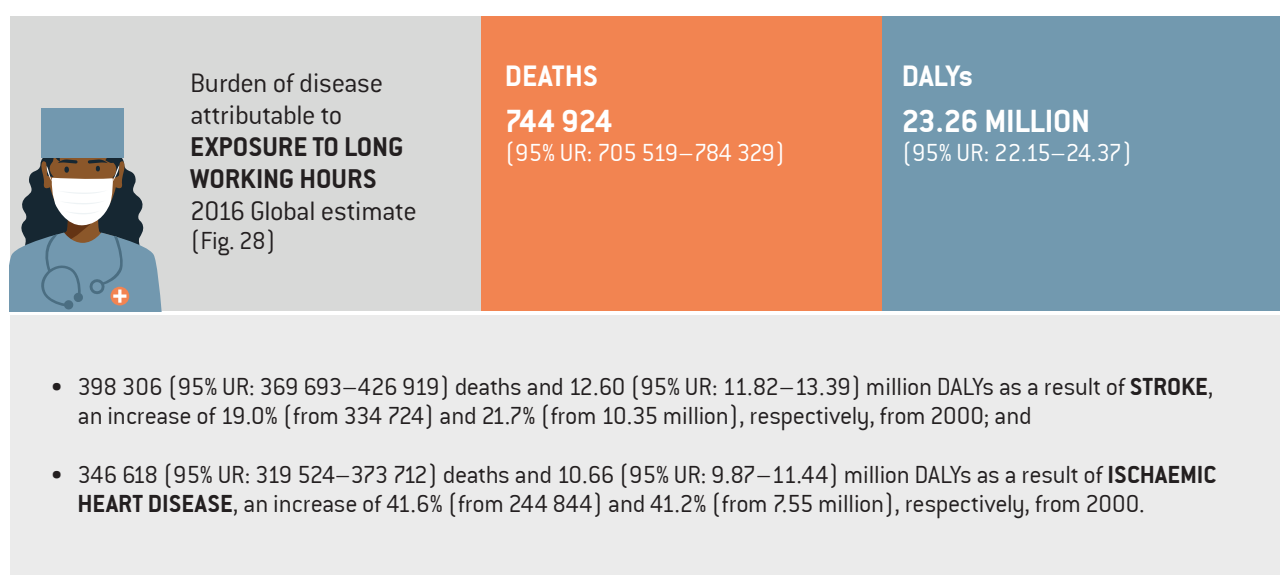 Burden of disease
attributable to
EXPOSURE TO LONG
WORKING HOURS
2016 Global estimate
(Fig. 28)
DEATHS
744 924
(95% UR: 705 519–784 329)
DALYs
23.26 MILLION
(95% UR: 22.15–24.37)
• 398 306 (95% UR: 369 693–426 919) deaths and 12.60 (95% UR: 11.82–13.39) million DALYs as a result of STROKE,
an increase of 19.0% (from 334 724) and 21.7% (from 10.35 million), respectively, from 2000; and
• 346 618 (95% UR: 319 524–373 712) deaths and 10.66 (95% UR: 9.87–11.44) million DALYs as a result of ISCHAEMIC
HEART DISEASE, an increase of 41.6% (from 244 844) and 41.2% (from 7.55 million), respectively, from 2000.